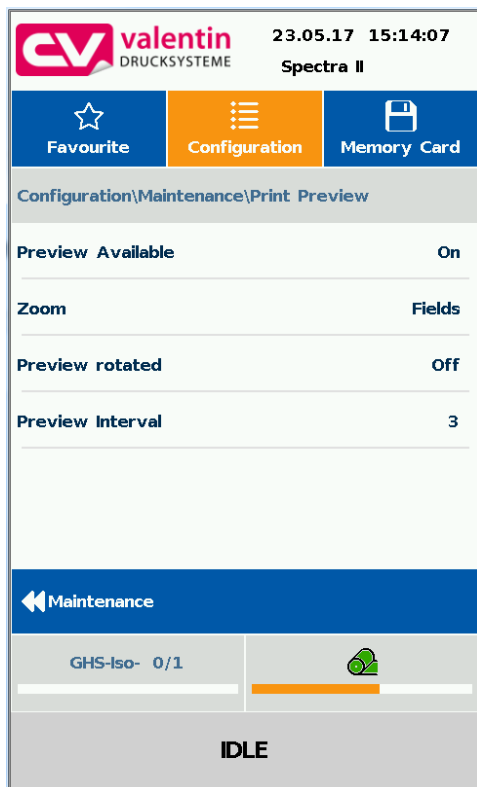 CV valentin 23.05.17 15:14:07
DRUCKSYSTEME Spectra II
Favourite Configuration Memory Card
Configuration\Maintenance\Print Preview
Preview Available On
Zoom Fields
Preview rotated Off
Preview Interval 3
Maintenance
GHS-Iso- 0/1
IDLE